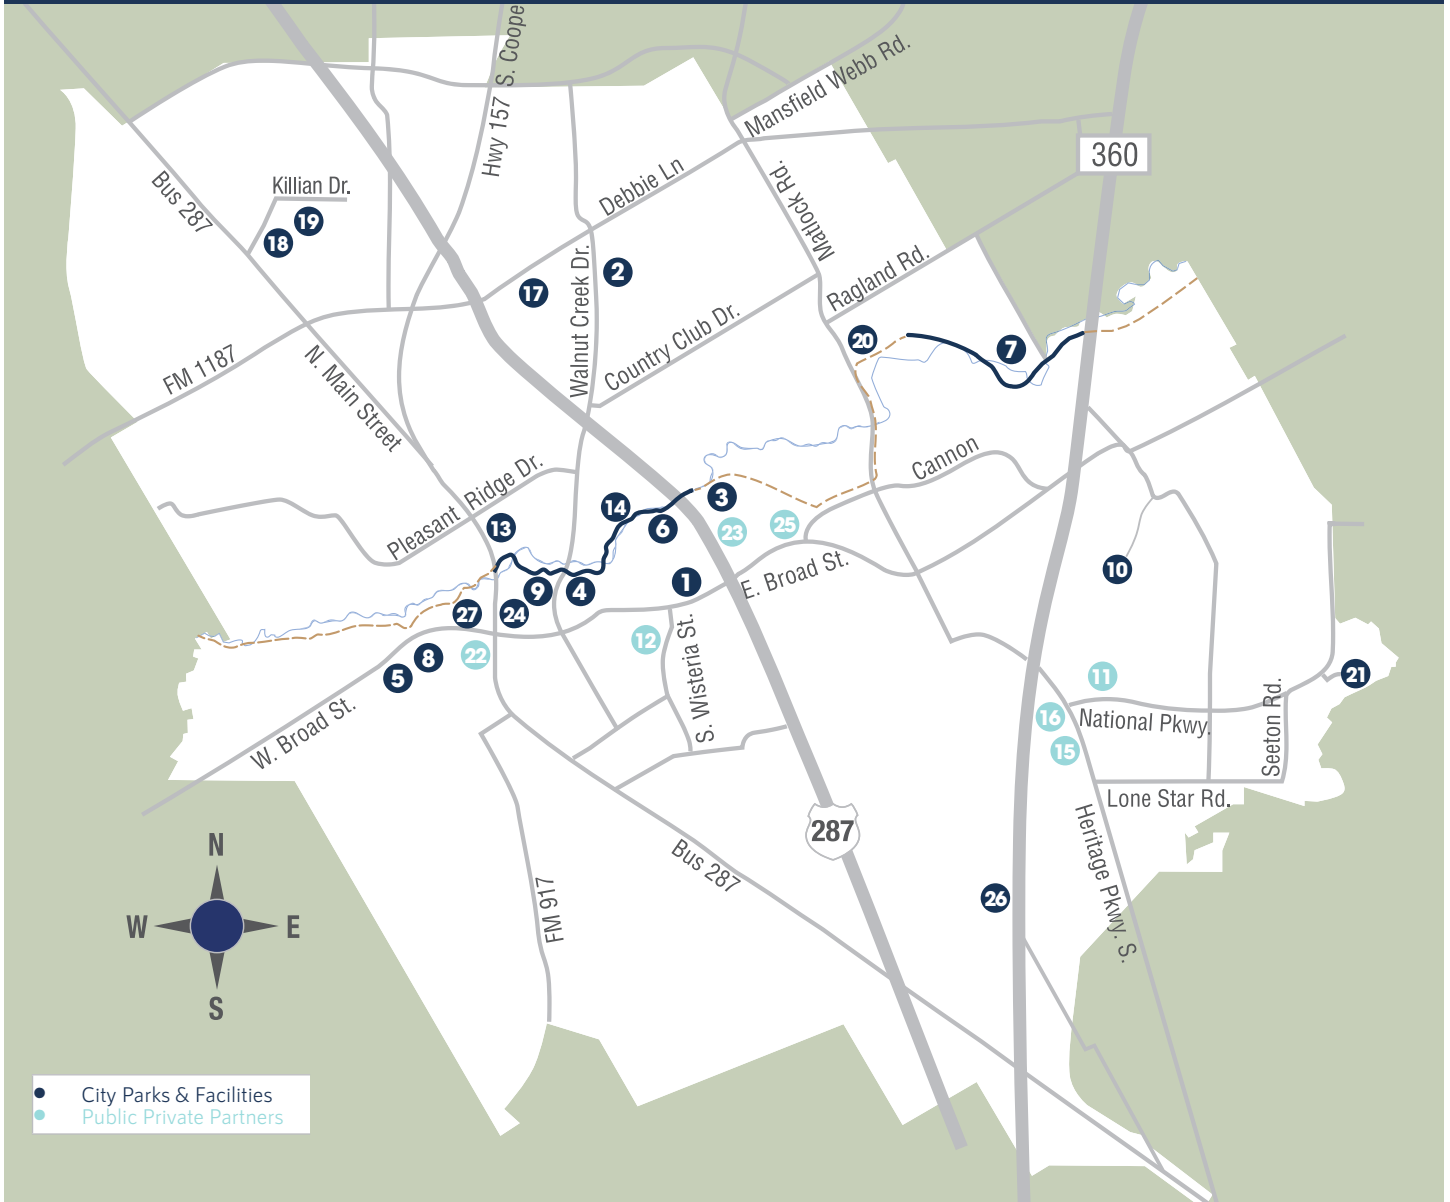 S. Coope
Hwy 157
Mansfield Webb Rd.
360
Killian Dr.
Bus 287
Debbie Ln
Matlock Rd.
19
18
2
17
Walnut Creek Dr.
Ragland Rd.
Country Club Dr.
20
7
FM 1187
N. Main Street
Cannon
Pleasant Ridge Dr.
14
3
13
6
23
25
10
E. Broad St.
1
9
4
27
24
12
22
8
5
S. Wisteria St.
11
21
W. Broad St.
16
National Pkwy.
Seeton Rd.
15
Lone Star Rd.
287
Heritage Pkwy. S.
Bus 287
FM 917
26
N
W
E
S
City Parks & Facilities
Public Private Partners